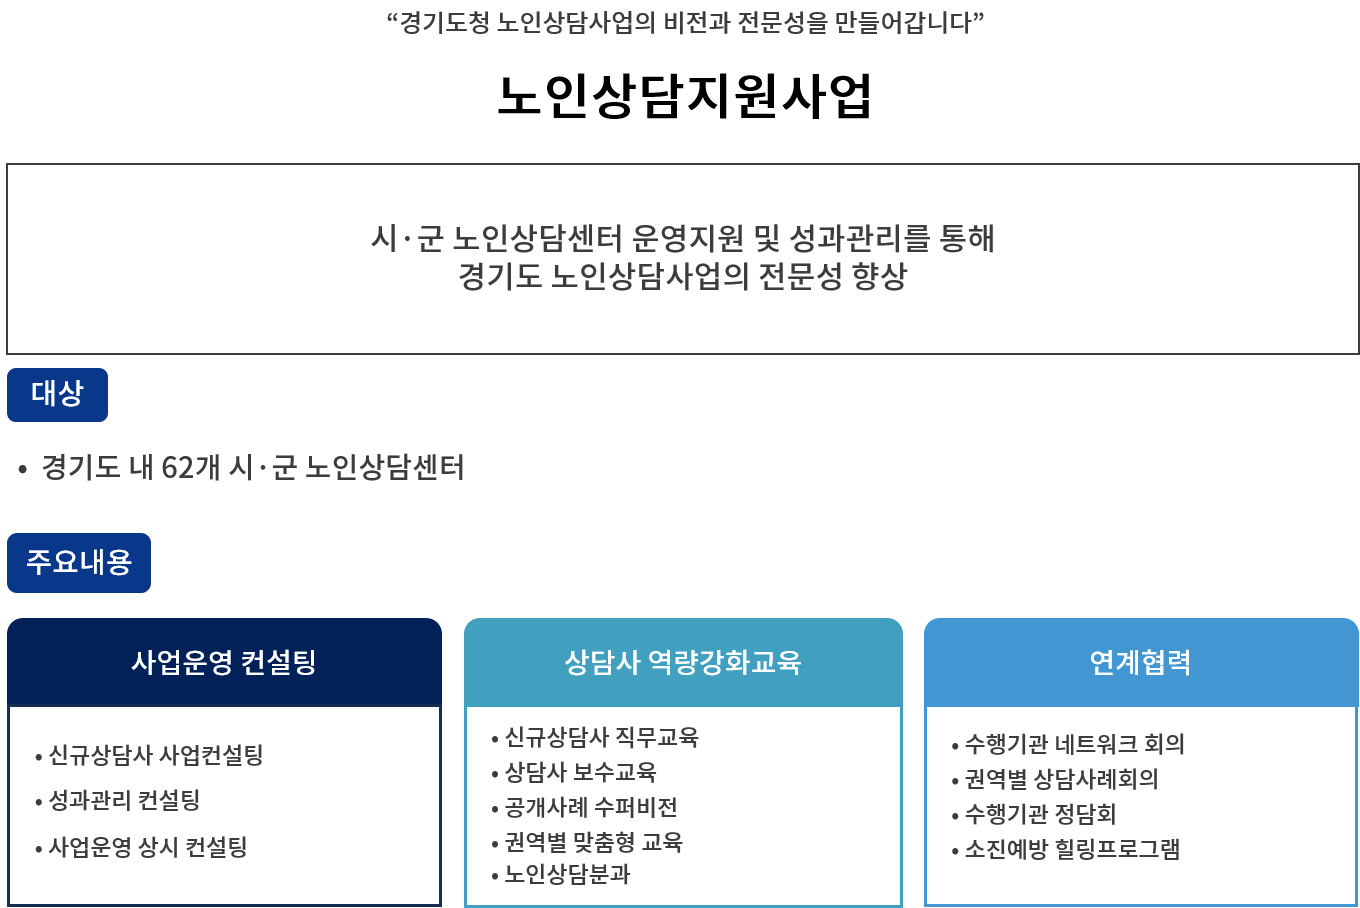 “경기도청 노인상담사업의 비전과 전문성을 만들어갑니다”
노인상담지원사업
시·군 노인상담센터 운영지원 및 성과관리를 통해
경기도 노인상담사업의 전문성 향상
대상
• 경기도 내 62개 시·군 노인상담센터
주요내용
사업운영 컨설팅
• 신규상담사 사업컨설팅
• 성과관리 컨설팅
• 사업운영 상시 컨설팅
상담사 역량강화교육
• 신규상담사 직무교육
• 상담사 보수교육
• 공개사례 수퍼비전
• 권역별 맞춤형 교육
• 노인상담분과
연계협력
• 수행기관 네트워크 회의
• 권역별 상담사례회의
• 수행기관 정담회
• 소진예방 힐링프로그램